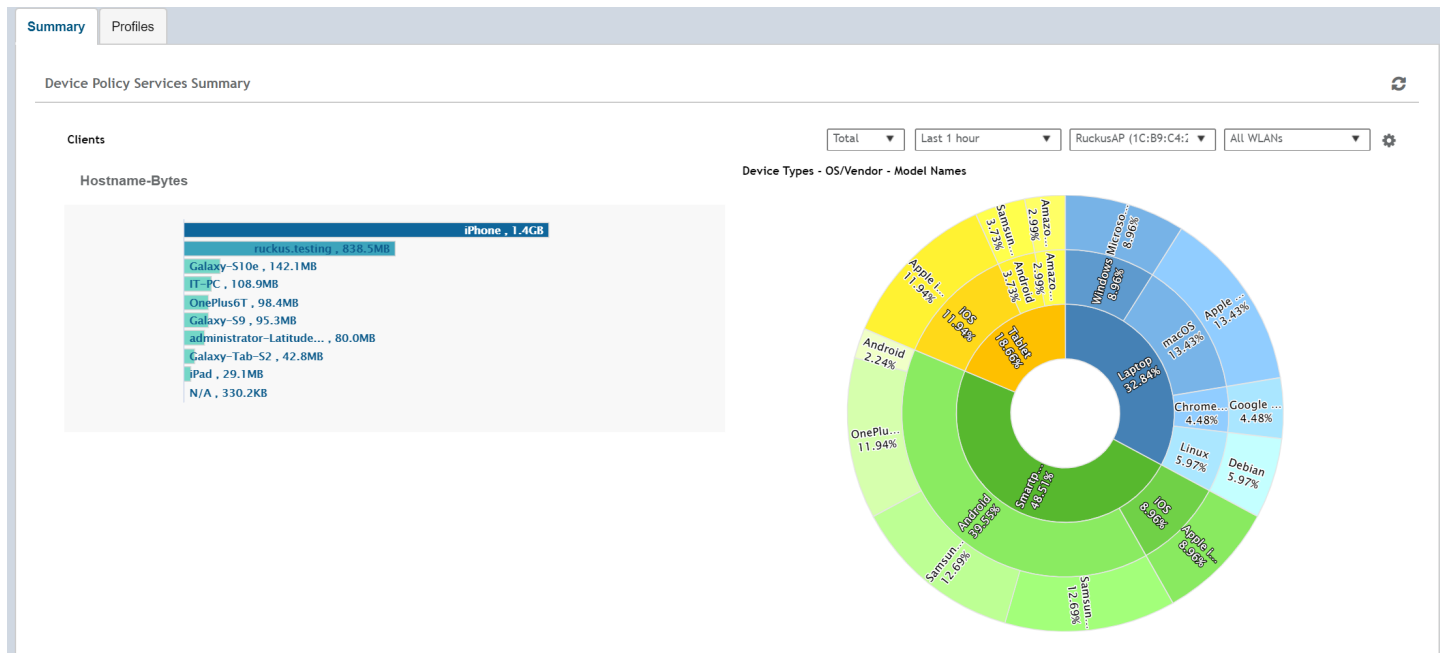 Summary
Profiles
Device Policy Services Summary
Clients
Total
Last 1 hour
RuckusAP (1C:B9:C4:2
All WLANs
Hostname-Bytes
Device Types - OS/Vendor - Model Names
iPhone , 1.4GB
ruckus.testing , 838.5MB
Galaxy-S10e , 142.1MB
IT-PC , 108.9MB
OnePlus6T , 98.4MB
Galaxy-S9 , 95.3MB
administrator-Latitude... , 80.0MB
Galaxy-Tab-S2 , 42.8MB
iPad , 29.1MB
N/A , 330.2KB
Laptop
32.84%
Windows
8.96%
Microso...
8.96%
macOS
13.43%
Apple ...
13.43%
Chrome...
4.48%
Google ...
4.48%
Linux
5.97%
Debian
5.97%
Smartp...
48.51%
iOS
8.96%
Apple i...
8.96%
Android
39.55%
Samsun...
12.69%
Samsun...
12.69%
OnePlu...
11.94%
Android
2.24%
Tablet
18.66%
iOS
11.94%
Apple i...
11.94%
Android
3.73%
Samsun...
3.73%
Amazo...
2.99%
Amazo...
2.99%